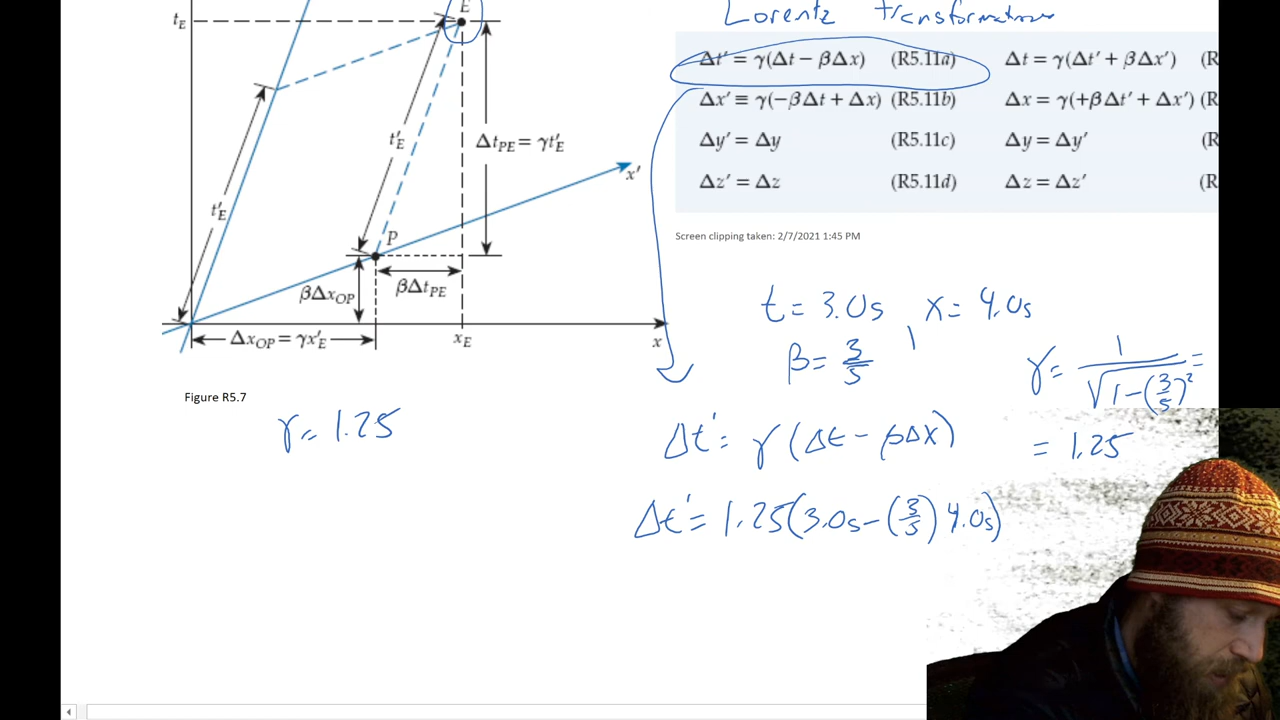 Lorentz transformations
t_E
E
Δt' = γ(Δt − βΔx) (R5.11a) Δt = γ(Δt' + βΔx') (R
Δx' ≡ γ(−βΔt + Δx) (R5.11b) Δx = γ(+βΔt' + Δx') (R
Δy' = Δy (R5.11c) Δy = Δy' (R
Δz' = Δz (R5.11d) Δz = Δz' (R
t'_E
Δt_PE = γt'_E
x'
t'_E
P
Screen clipping taken: 2/7/2021 1:45 PM
βΔx_OP
βΔt_PE
Δx_OP = γx'_E
x_E
x
t = 3.0s x = 4.0s
β = 3/5
γ = 1/√(1−(3/5)²) =
= 1.25
Figure R5.7
γ = 1.25
Δt' = γ(Δt − βΔx)
Δt' = 1.25(3.0s − (3/5) 4.0s)